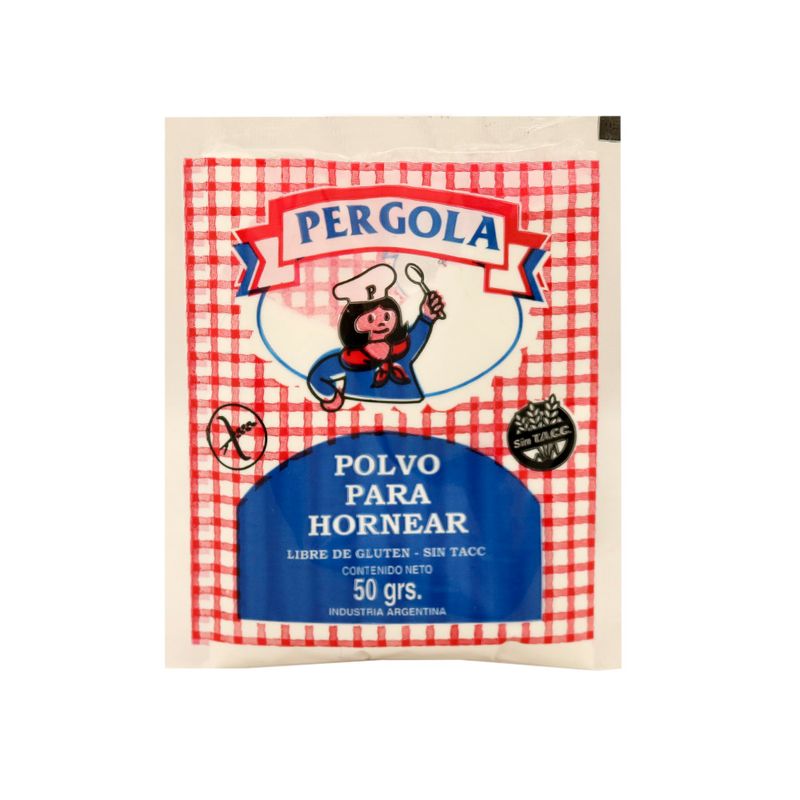 PERGOLA
P
Sin T.A.C.C.
POLVO
PARA
HORNEAR
LIBRE DE GLUTEN - SIN TACC
CONTENIDO NETO
50 grs.
INDUSTRIA ARGENTINA